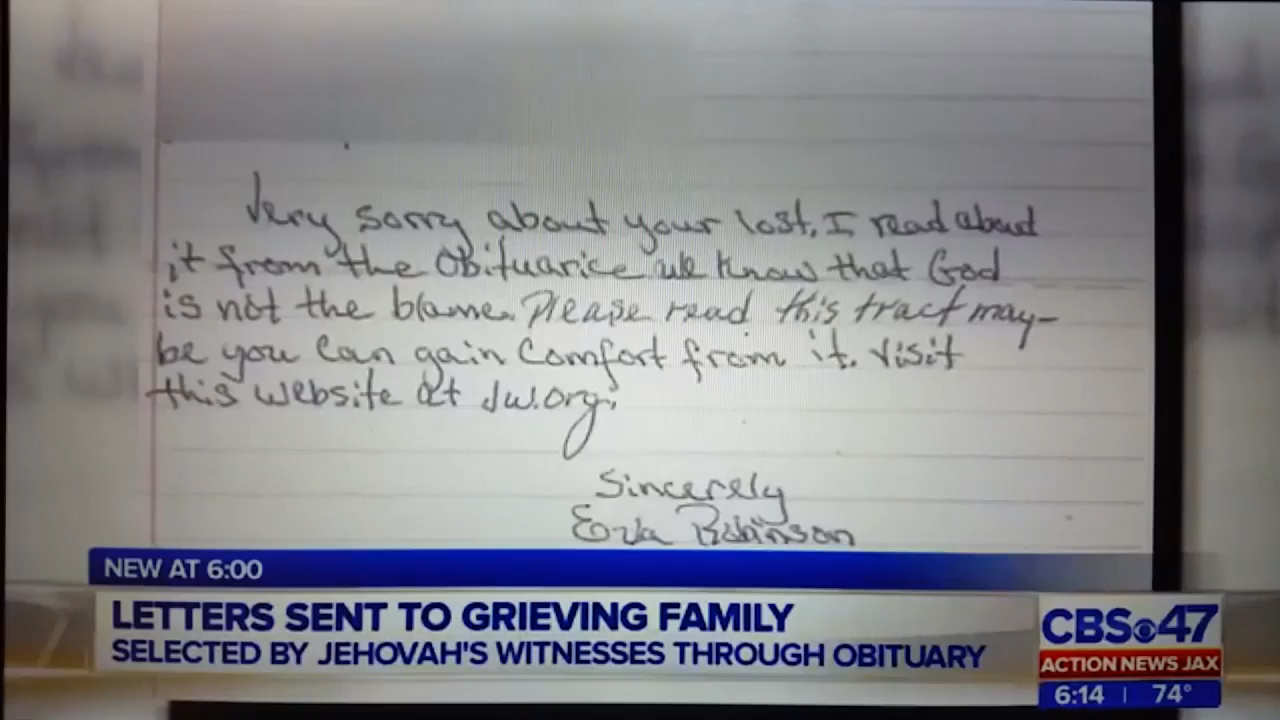 Very sorry about your lost, I read about
it from the Obituarice we know that God
is not the blame. Please read this tract may-
be you can gain comfort from it. Visit
this website at Jw.org.
Sincerely
Robinson
NEW AT 6:00
LETTERS SENT TO GRIEVING FAMILY
SELECTED BY JEHOVAH'S WITNESSES THROUGH OBITUARY
CBS 47
ACTION NEWS JAX
6:14 | 74°